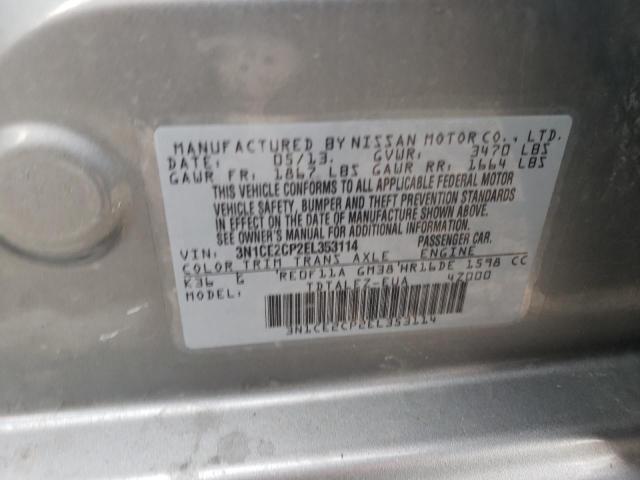 MANUFACTURED BY NISSAN MOTOR CO., LTD.
DATE: 05/13. GVWR: 3470 LBS
GAWR FR: 1867 LBS GAWR RR: 1664 LBS
THIS VEHICLE CONFORMS TO ALL APPLICABLE FEDERAL MOTOR
VEHICLE SAFETY, BUMPER AND THEFT PREVENTION STANDARDS
IN EFFECT ON THE DATE OF MANUFACTURE SHOWN ABOVE.
SEE OWNER'S MANUAL FOR ADDITIONAL INFORMATION.
VIN: 3N1CE2CP2EL353114 PASSENGER CAR.
COLOR TRIM TRANS AXLE ENGINE
K36 G RE0F11A GM38 HR16DE 1598 CC
MODEL: TDTALFZ-EUA 47000
3N1CE2CP2EL353114